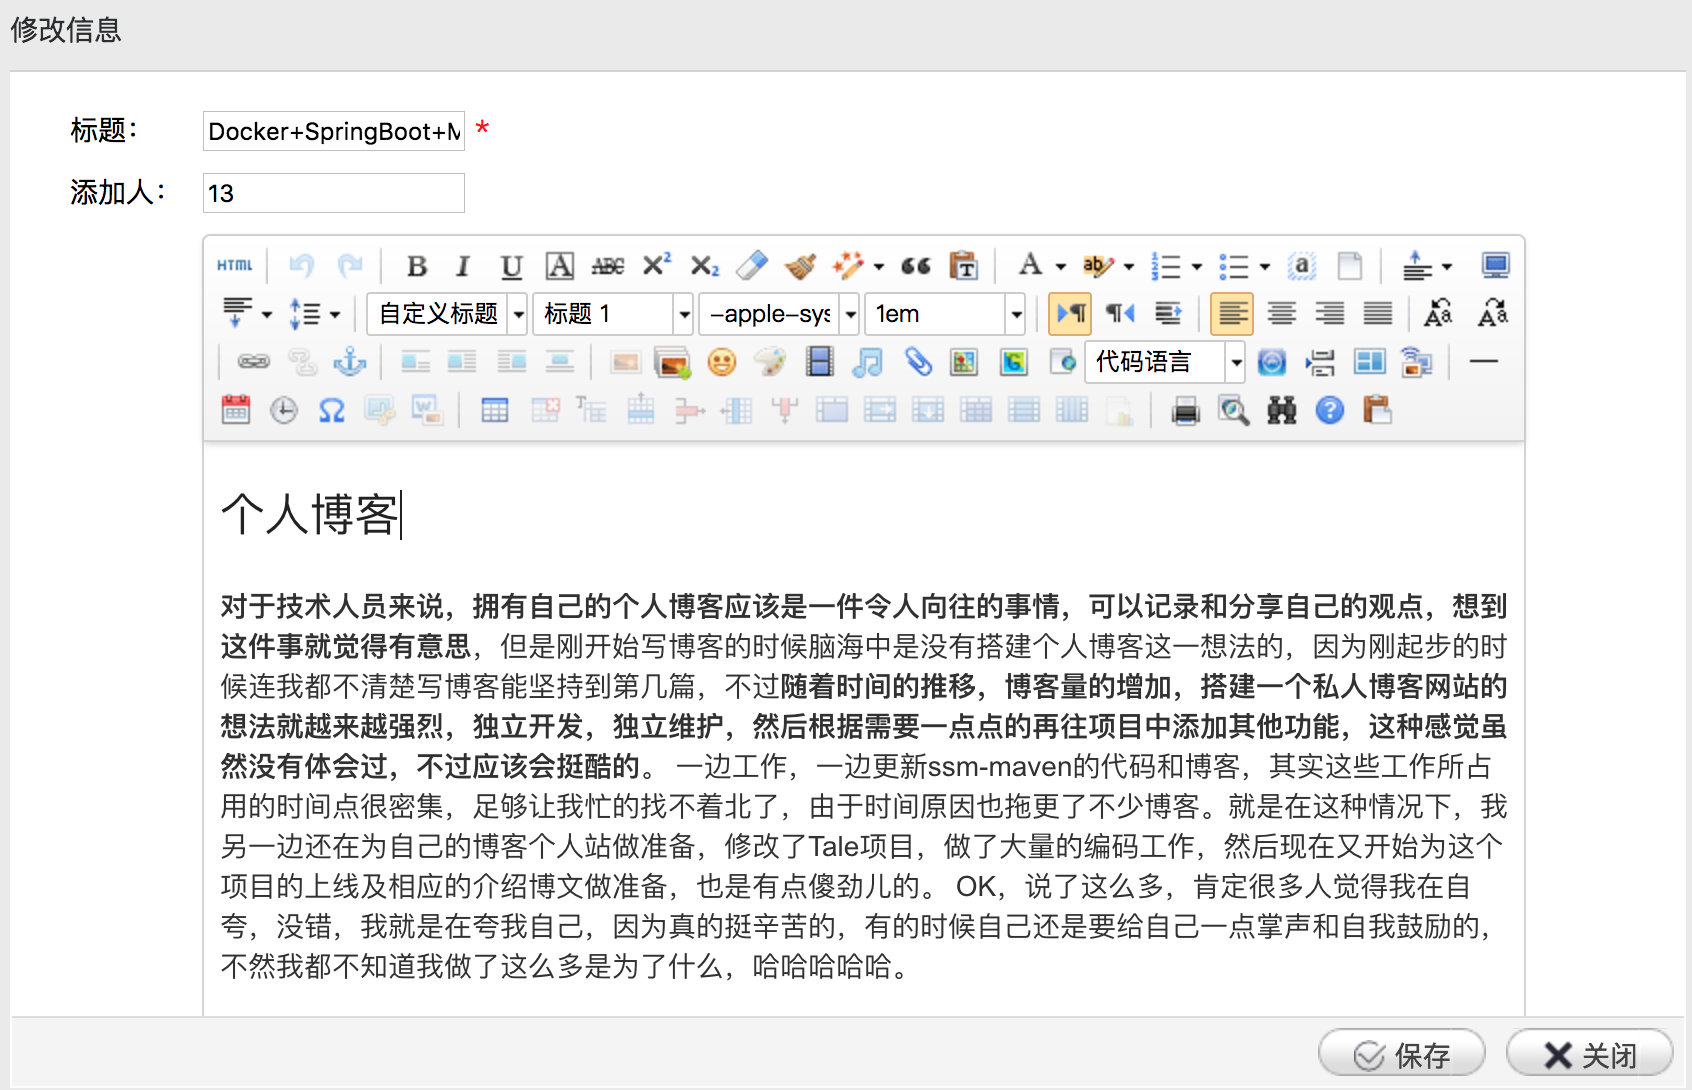 修改信息
标题：
Docker+SpringBoot+M
*
添加人：
13
HTML
自定义标题
标题 1
-apple-sys
1em
代码语言
个人博客
对于技术人员来说，拥有自己的个人博客应该是一件令人向往的事情，可以记录和分享自己的观点，想到
这件事就觉得有意思，但是刚开始写博客的时候脑海中是没有搭建个人博客这一想法的，因为刚起步的时
候连我都不清楚写博客能坚持到第几篇，不过随着时间的推移，博客量的增加，搭建一个私人博客网站的
想法就越来越强烈，独立开发，独立维护，然后根据需要一点点的再往项目中添加其他功能，这种感觉虽
然没有体会过，不过应该会挺酷的。 一边工作，一边更新ssm-maven的代码和博客，其实这些工作所占
用的时间点很密集，足够让我忙的找不着北了，由于时间原因也拖更了不少博客。就是在这种情况下，我
另一边还在为自己的博客个人站做准备，修改了Tale项目，做了大量的编码工作，然后现在又开始为这个
项目的上线及相应的介绍博文做准备，也是有点傻劲儿的。 OK，说了这么多，肯定很多人觉得我在自
夸，没错，我就是在夸我自己，因为真的挺辛苦的，有的时候自己还是要给自己一点掌声和自我鼓励的，
不然我都不知道我做了这么多是为了什么，哈哈哈哈哈。
保存
关闭